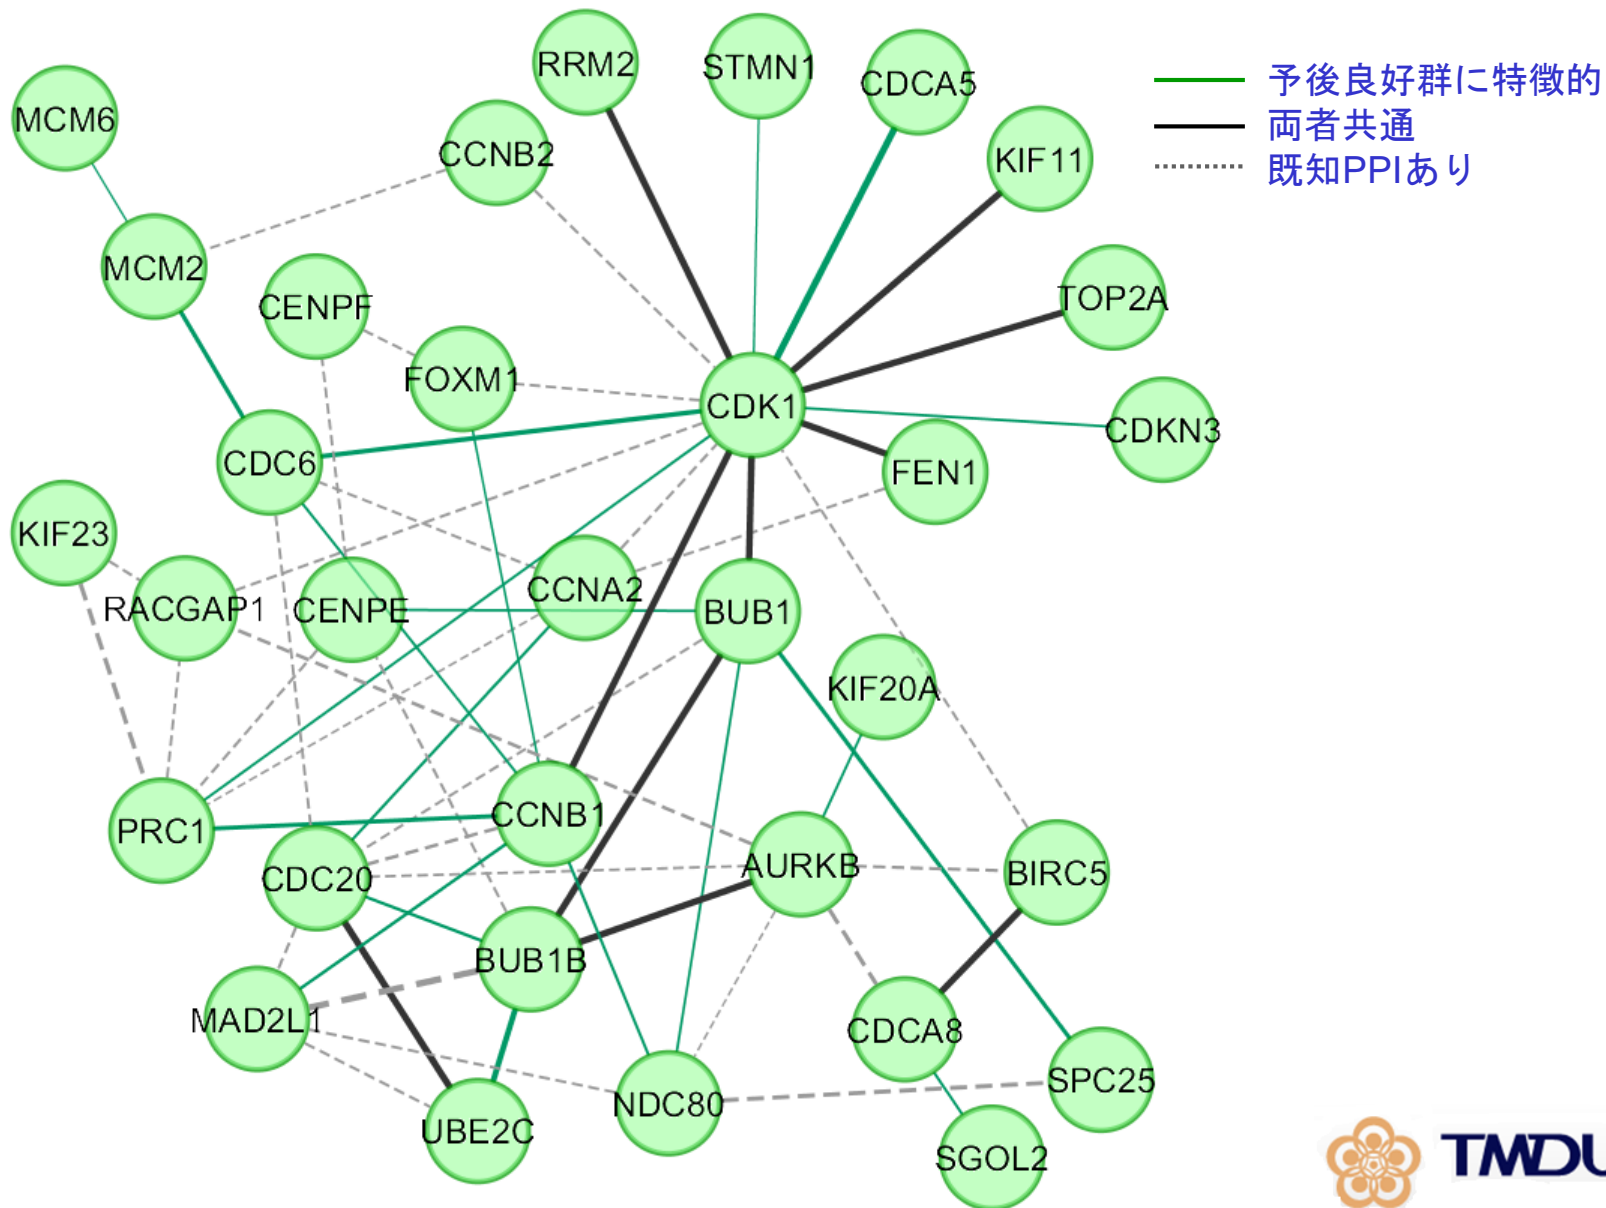 RRM2
STMN1
CDCA5
予後良好群に特徴的
両者共通
既知PPIあり
MCM6
CCNB2
KIF11
MCM2
CENPF
TOP2A
FOXM1
CDK1
CDKN3
CDC6
FEN1
KIF23
RACGAP1
CENPE
CCNA2
BUB1
KIF20A
PRC1
CCNB1
CDC20
AURKB
BIRC5
BUB1B
MAD2L1
CDCA8
SPC25
UBE2C
NDC80
SGOL2
TMDU